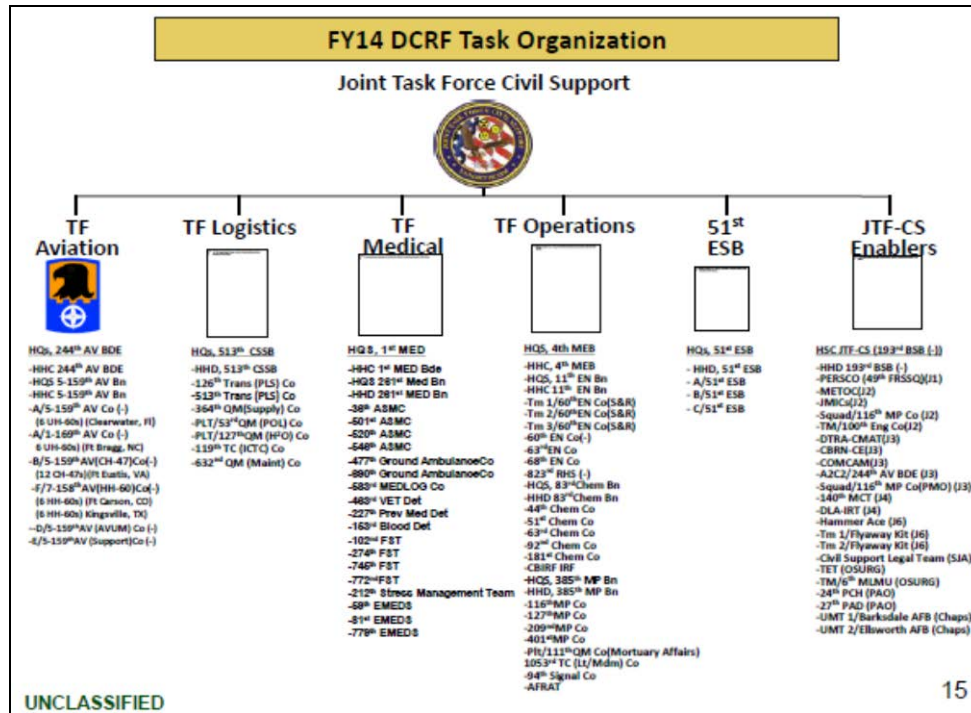 FY14 DCRF Task Organization
Joint Task Force Civil Support
TF
Aviation
HQs, 244th AV BDE
-HHC 244th AV BDE
-HQS 5-159th AV Bn
-HHC 5-159th AV Bn
-A/5-159th AV Co (-)
(6 UH-60s) (Clearwater, Fl)
-A/1-169th AV Co (-)
6 UH-60s) (Ft Bragg, NC)
-B/5-159th AV(CH-47)Co(-)
(12 CH-47s)(Ft Eustis, VA)
-F/7-158th AV(HH-60)Co(-)
(6 HH-60s) (Ft Carson, CO)
(6 HH-60s) Kingsville, TX)
--D/5-159th AV (AVUM) Co (-)
-E/5-159th AV (Support)Co (-)
TF Logistics
HQs, 513th CSSB
-HHD, 513th CSSB
-126th Trans (PLS) Co
-513th Trans (PLS) Co
-364th QM(Supply) Co
-PLT/53rd QM (POL) Co
-PLT/127th QM (H2O) Co
-119th TC (ICTC) Co
-632nd QM (Maint) Co
TF
Medical
HQS, 1st MED
-HHC 1st MED Bde
-HQS 261st Med Bn
-HHD 261st Med Bn
-36th ASMC
-501st ASMC
-520th ASMC
-546th ASMC
-477th Ground AmbulanceCo
-690th Ground AmbulanceCo
-583rd MEDLOG Co
-463rd VET Det
-227th Prev Med Det
-153rd Blood Det
-102nd FST
-274th FST
-745th FST
-772nd FST
-212th Stress Management Team
-59th EMEDS
-81st EMEDS
-779th EMEDS
TF Operations
HQS, 4th MEB
-HHC, 4th MEB
-HQS, 11th EN Bn
-HHC 11th EN Bn
-Tm 1/60th EN Co(S&R)
-Tm 2/60th EN Co(S&R)
-Tm 3/60th EN Co(S&R)
-60th EN Co(-)
-63rd EN Co
-68th EN Co
-823rd RHS (-)
-HQS, 83rd Chem Bn
-HHD 83rd Chem Bn
-44th Chem Co
-51st Chem Co
-63rd Chem Co
-92nd Chem Co
-181st Chem Co
-CBIRF IRF
-HQS, 385th MP Bn
-HHD, 385th MP Bn
-116th MP Co
-127th MP Co
-209th MP Co
-401st MP Co
-Plt/111th QM Co(Mortuary Affairs)
1053rd TC (Lt/Mdm) Co
-94th Signal Co
-AFRAT
51st
ESB
HQs, 51st ESB
- HHD, 51st ESB
- A/51st ESB
- B/51st ESB
- C/51st ESB
JTF-CS
Enablers
HSC JTF-CS (193rd BSB (-))
-HHD 193rd BSB (-)
-PERSCO (49th FRSSQ)(J1)
-METOC(J2)
-JMICs(J2)
-Squad/116th MP Co (J2)
-TM/100th Eng Co(J2)
-DTRA-CMAT(J3)
-CBRN-CE(J3)
-COMCAM(J3)
-A2C2/244th AV BDE (J3)
-Squad/116th MP Co(PMO) (J3)
-140th MCT (J4)
-DLA-IRT (J4)
-Hammer Ace (J6)
-Tm 1/Flyaway Kit (J6)
-Tm 2/Flyaway Kit (J6)
-Civil Support Legal Team (SJA)
-TET (OSURG)
-TM/6th MLMU (OSURG)
-24th PCH (PAO)
-27th PAD (PAO)
-UMT 1/Barksdale AFB (Chaps)
-UMT 2/Ellsworth AFB (Chaps)
UNCLASSIFIED
15